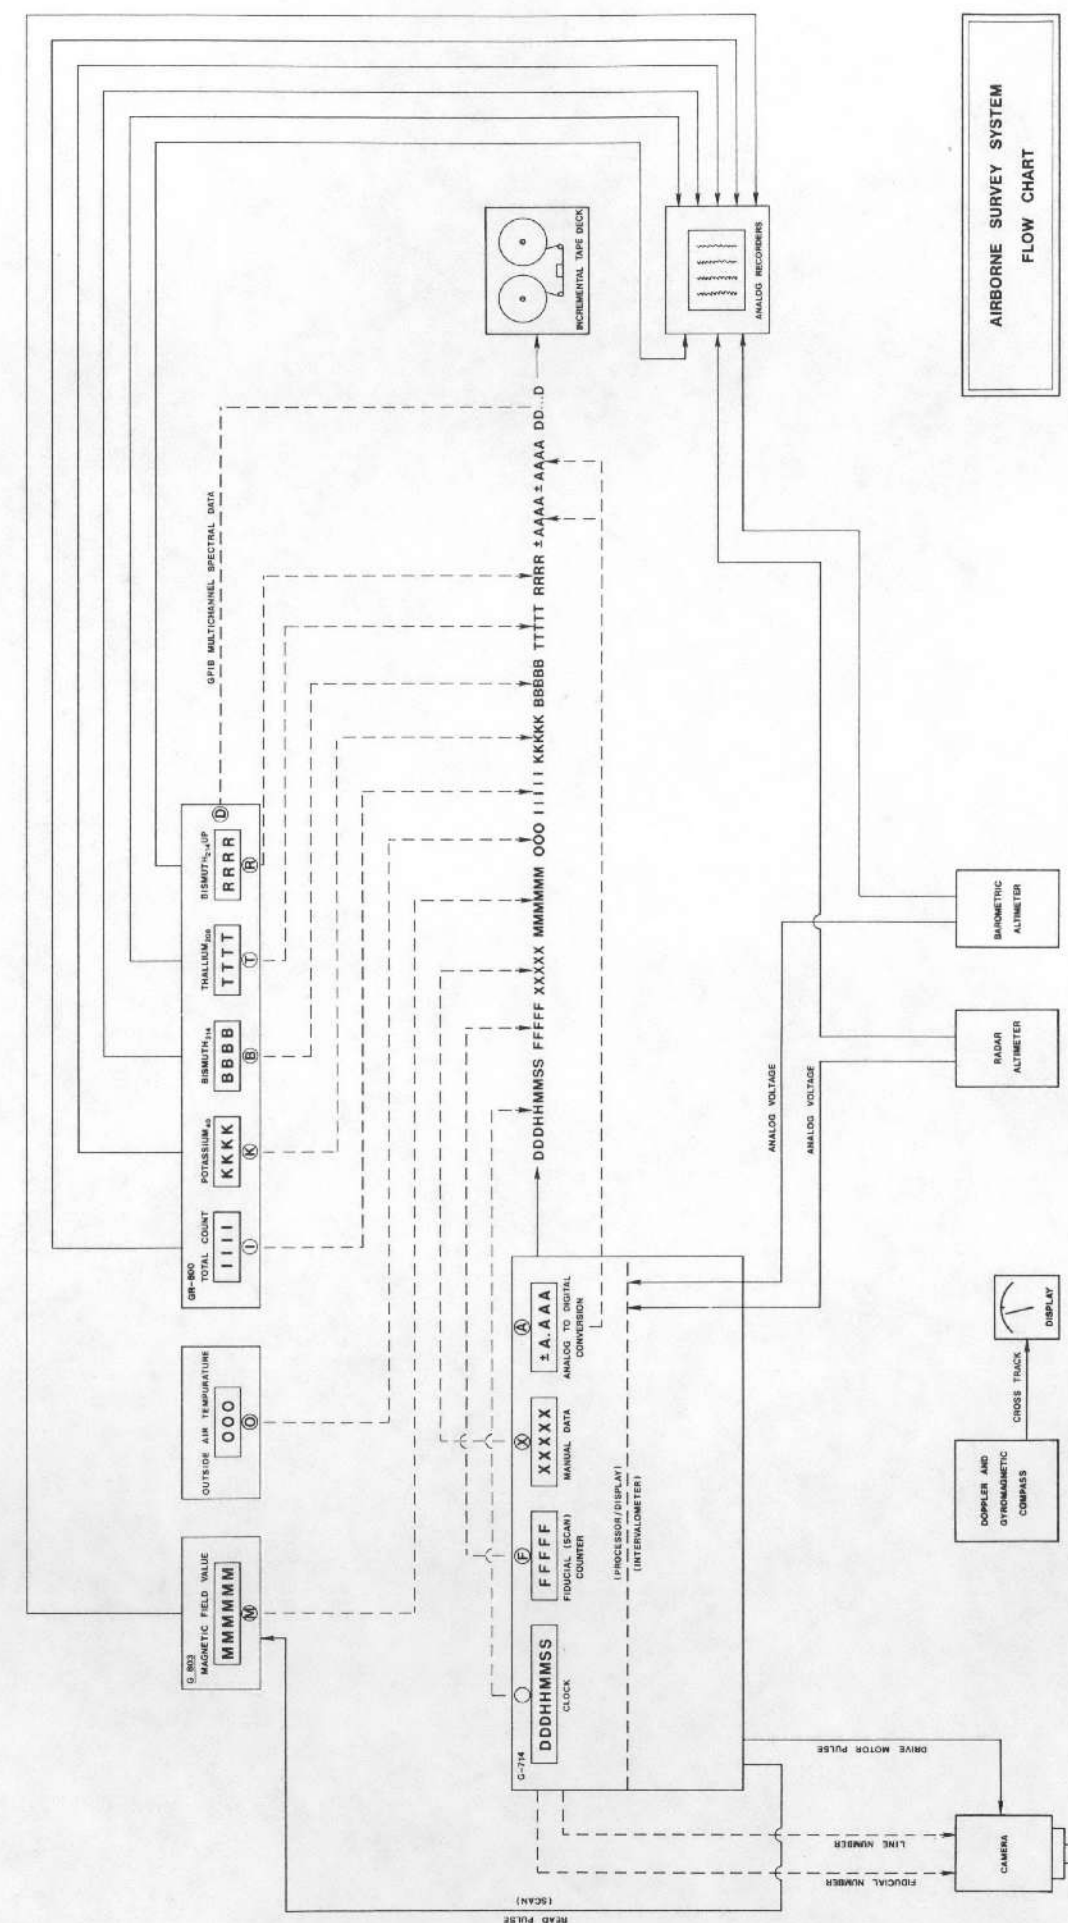 AIRBORNE SURVEY SYSTEM
FLOW CHART
G_803
MAGNETIC FIELD VALUE
MMMMMM
M
OUTSIDE AIR TEMPURATURE
OOO
O
GR-800
TOTAL COUNT
IIII
I
POTASSIUM40
KKKK
K
BISMUTH214
BBBB
B
THALLIUM208
TTTT
T
BISMUTH214UP
RRRR
R
D
GPIB MULTICHANNEL SPECTRAL DATA
DDDHHMMSS FFFFF XXXXX MMMMMM OOO IIIII KKKKK BBBBB TTTTT RRRR ±AAAA ±AAAA DD...D
INCREMENTAL TAPE DECK
ANALOG RECORDERS
G-714
DDDHHMMSS
CLOCK
F
FFFFF
FIDUCIAL (SCAN)
COUNTER
X
XXXXX
MANUAL DATA
A
±A.AAA
ANALOG TO DIGITAL
CONVERSION
(PROCESSOR/DISPLAY)
(INTERVALOMETER)
READ PULSE
(SCAN)
FIDUCIAL NUMBER
LINE NUMBER
DRIVE MOTOR PULSE
CAMERA
DOPPLER AND
GYROMAGNETIC
COMPASS
CROSS TRACK
DISPLAY
ANALOG VOLTAGE
ANALOG VOLTAGE
RADAR
ALTIMETER
BAROMETRIC
ALTIMETER